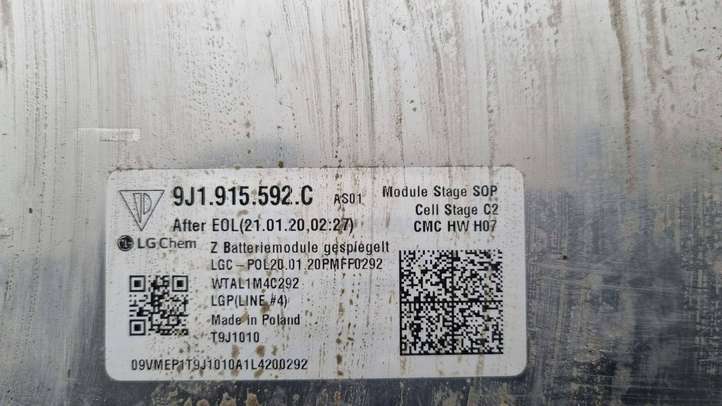 9J1.915.592.C AS01 Module Stage SOP
Cell Stage C2
After EOL(21.01.20,02:27) CMC HW H07
LG Chem Z Batteriemodule gespiegelt
LGC-POL20.01.20PMFF0292
WTAL1M4C292
LGP(LINE #4)
Made in Poland
T9J1010
09VMEP1T9J1010A1L4200292